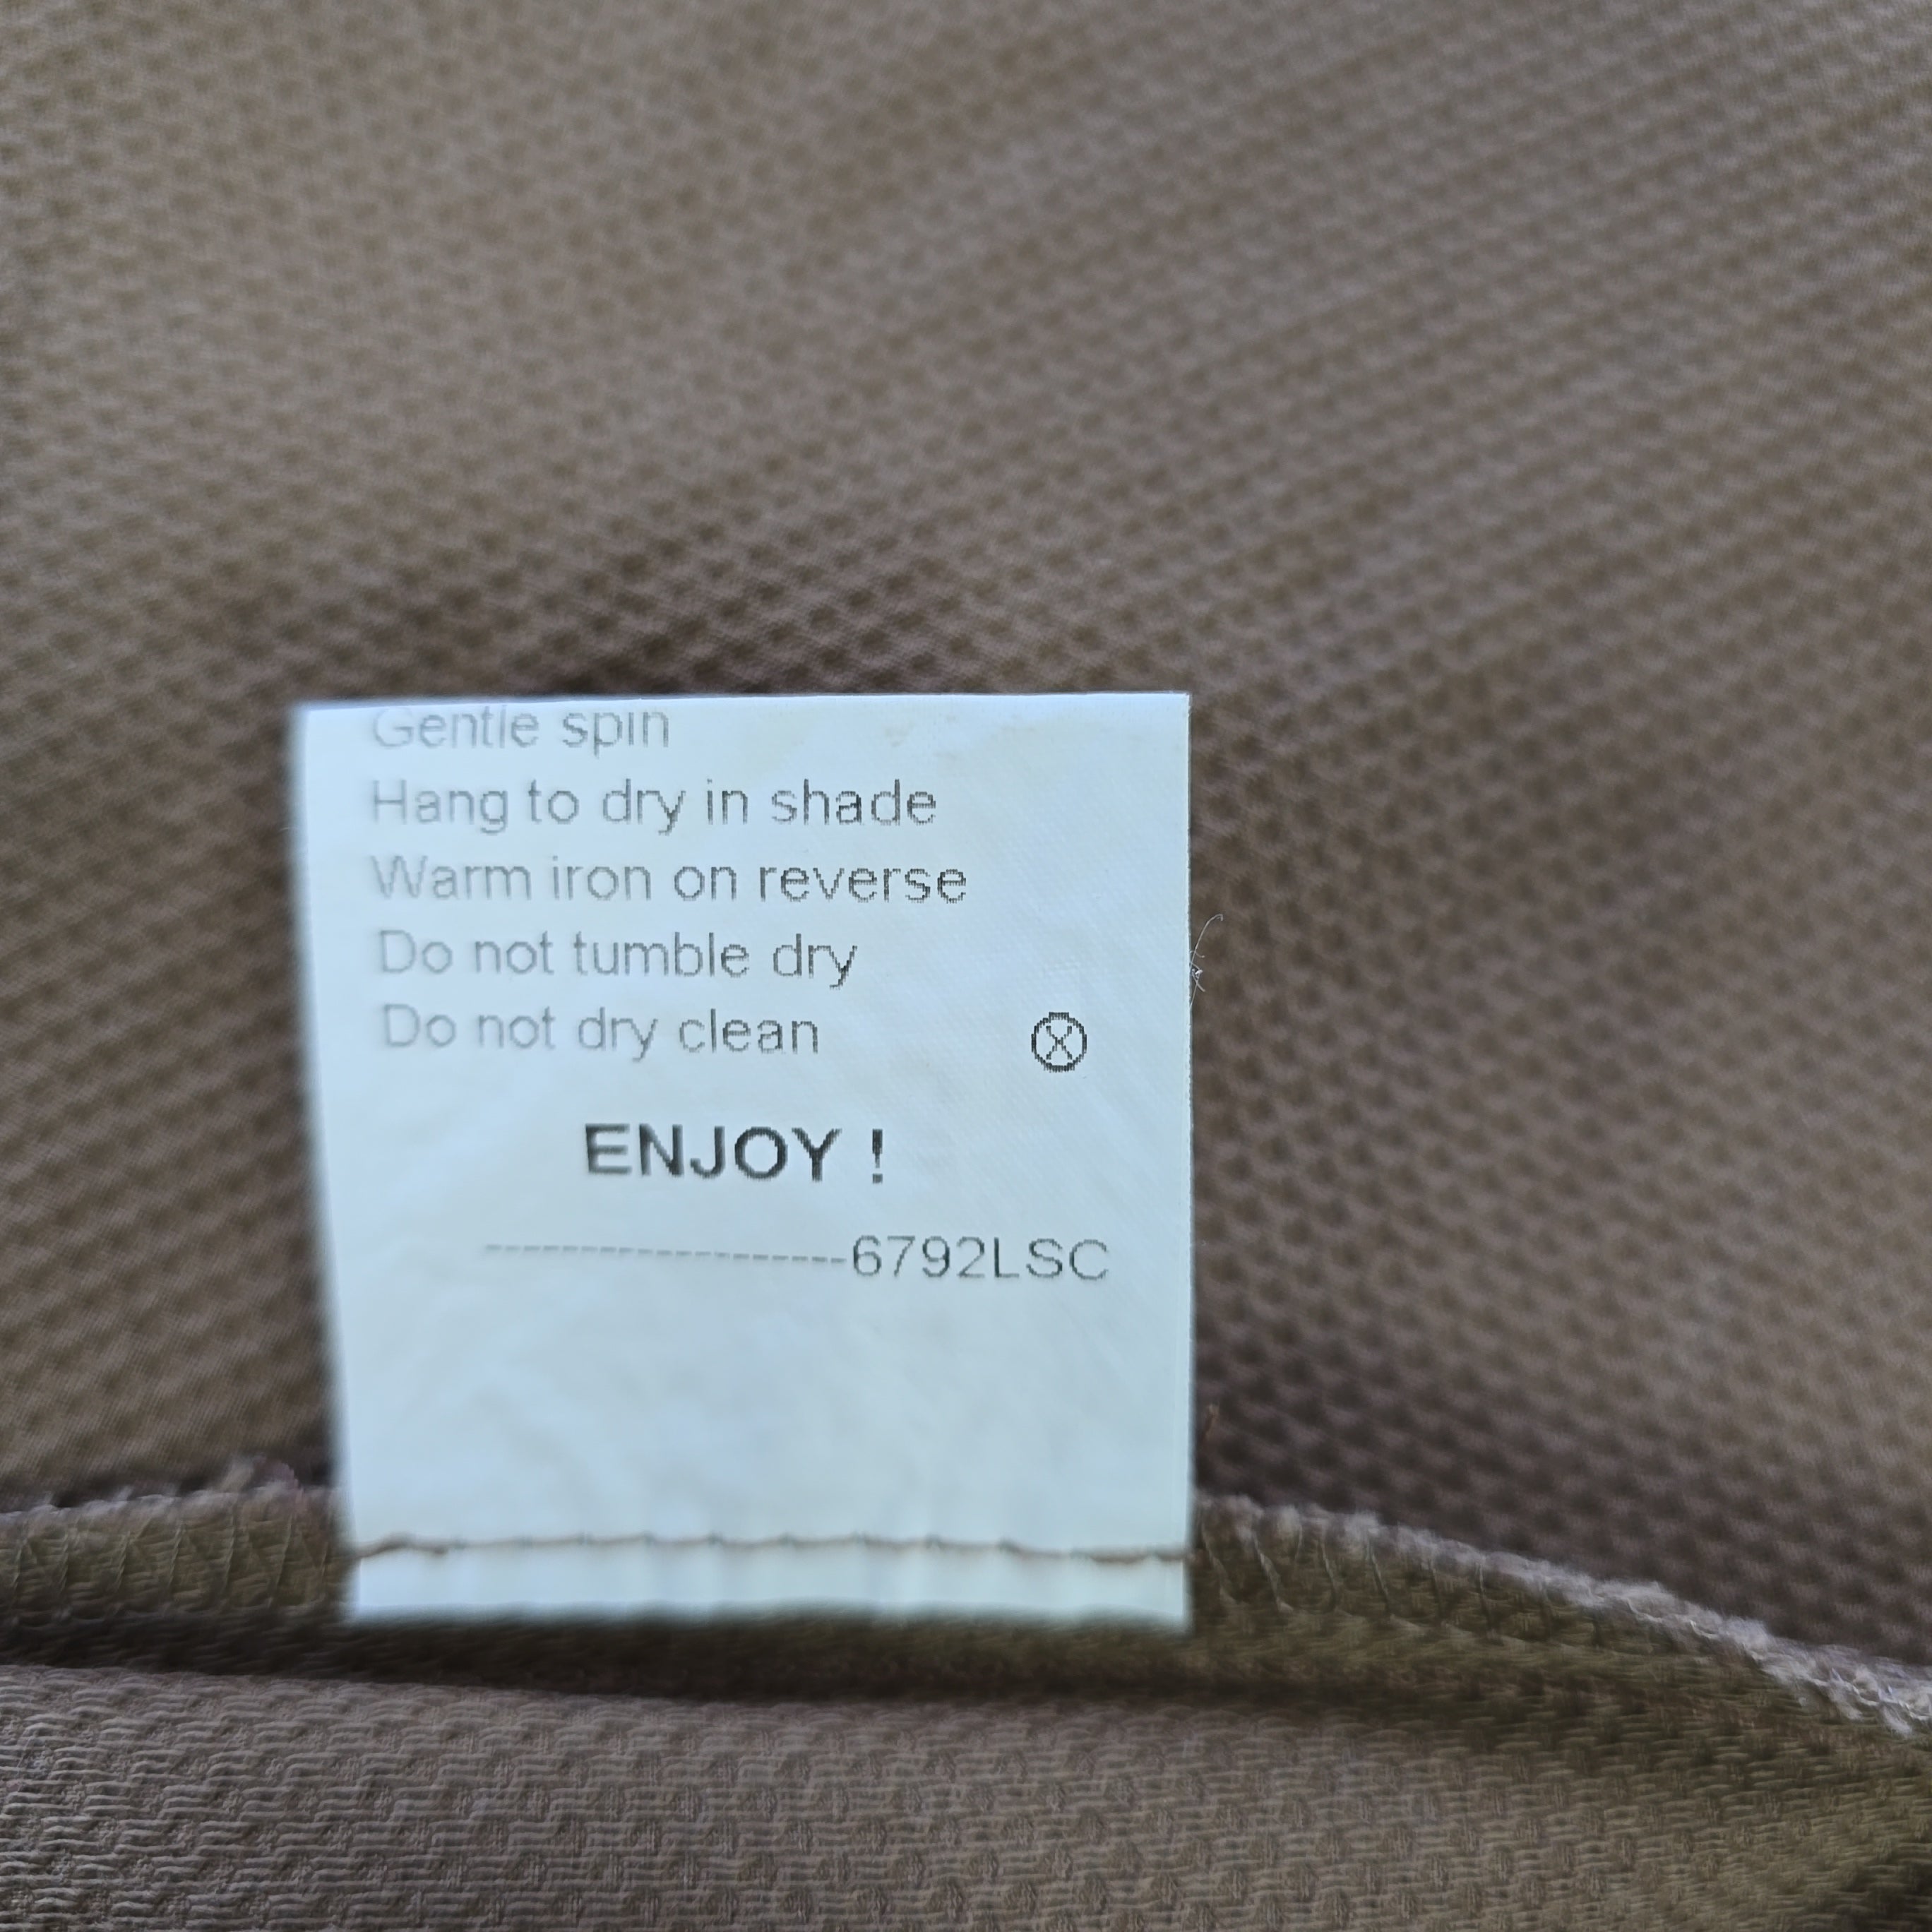 Gentle spin
Hang to dry in shade
Warm iron on reverse
Do not tumble dry
Do not dry clean
ENJOY !
-------------------6792LSC